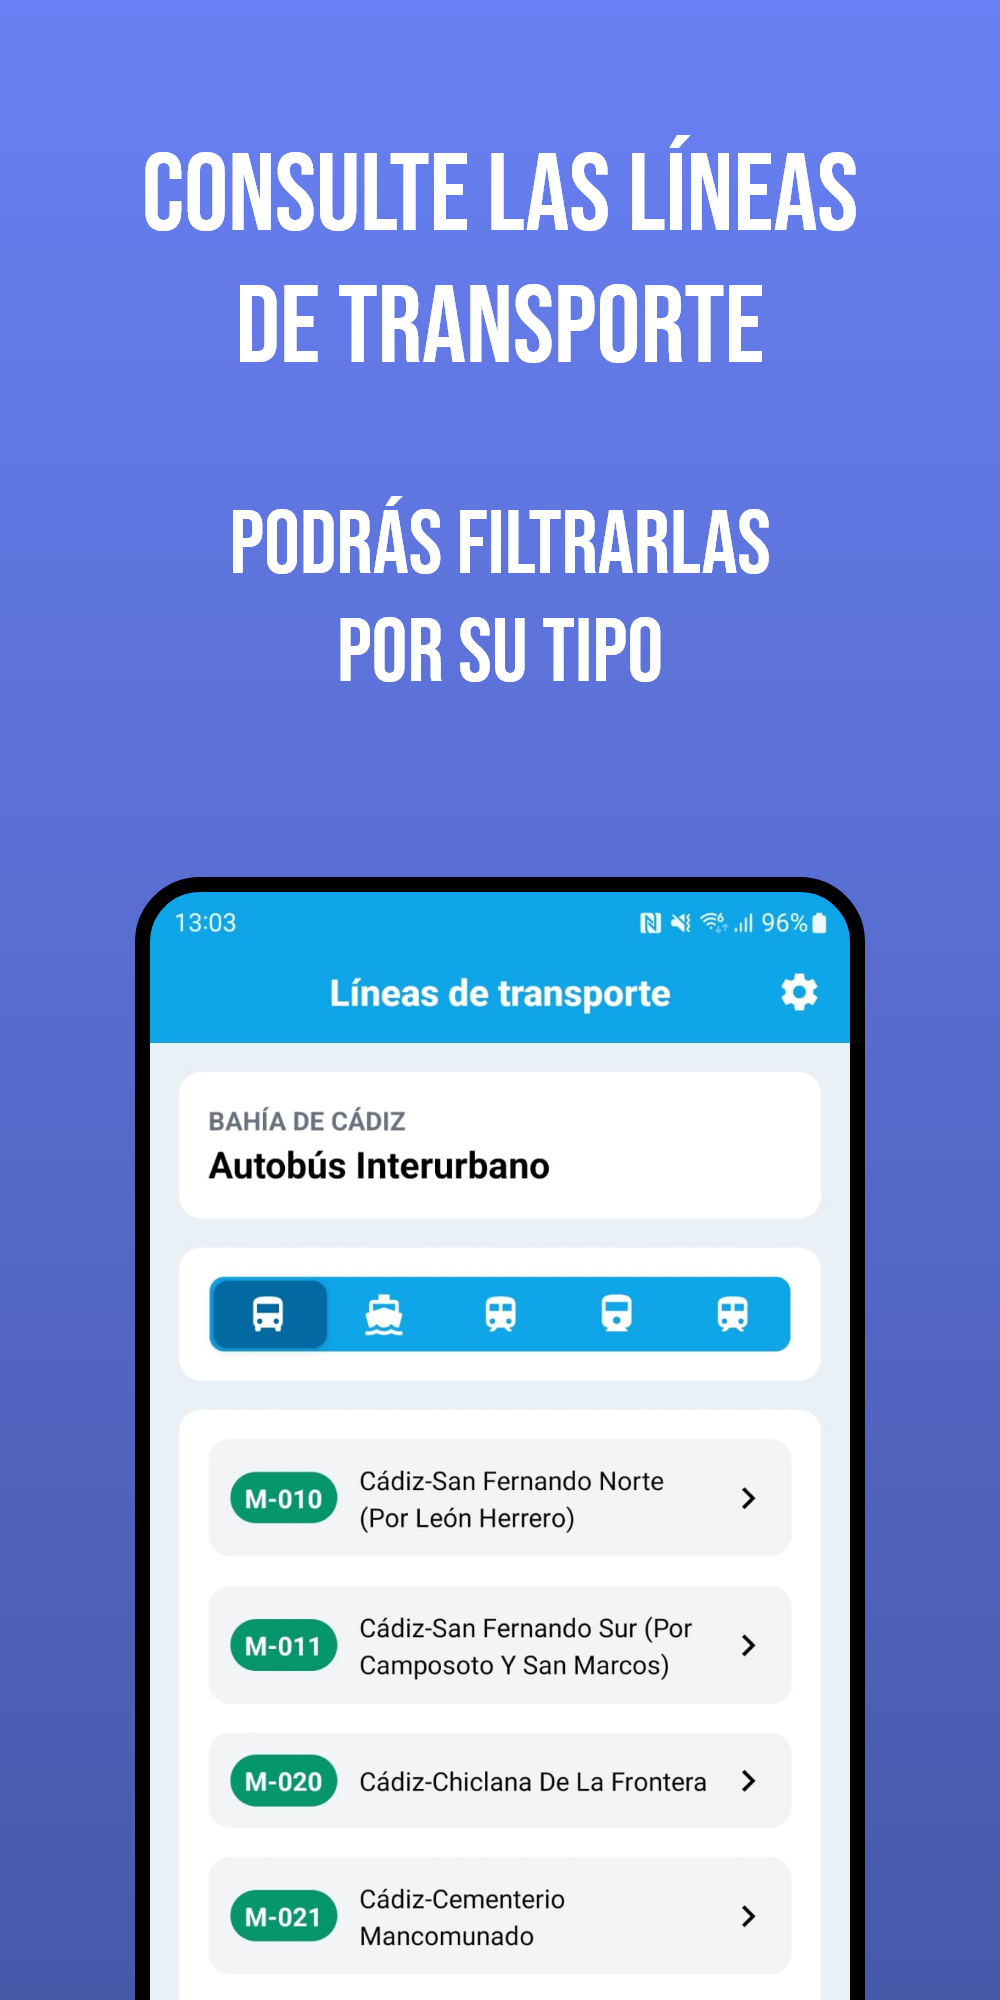 CONSULTE LAS LÍNEAS
DE TRANSPORTE
PODRÁS FILTRARLAS
POR SU TIPO
13:03
6
96%
Líneas de transporte
BAHÍA DE CÁDIZ
Autobús Interurbano
M-010
Cádiz-San Fernando Norte
(Por León Herrero)
M-011
Cádiz-San Fernando Sur (Por
Camposoto Y San Marcos)
M-020
Cádiz-Chiclana De La Frontera
M-021
Cádiz-Cementerio
Mancomunado